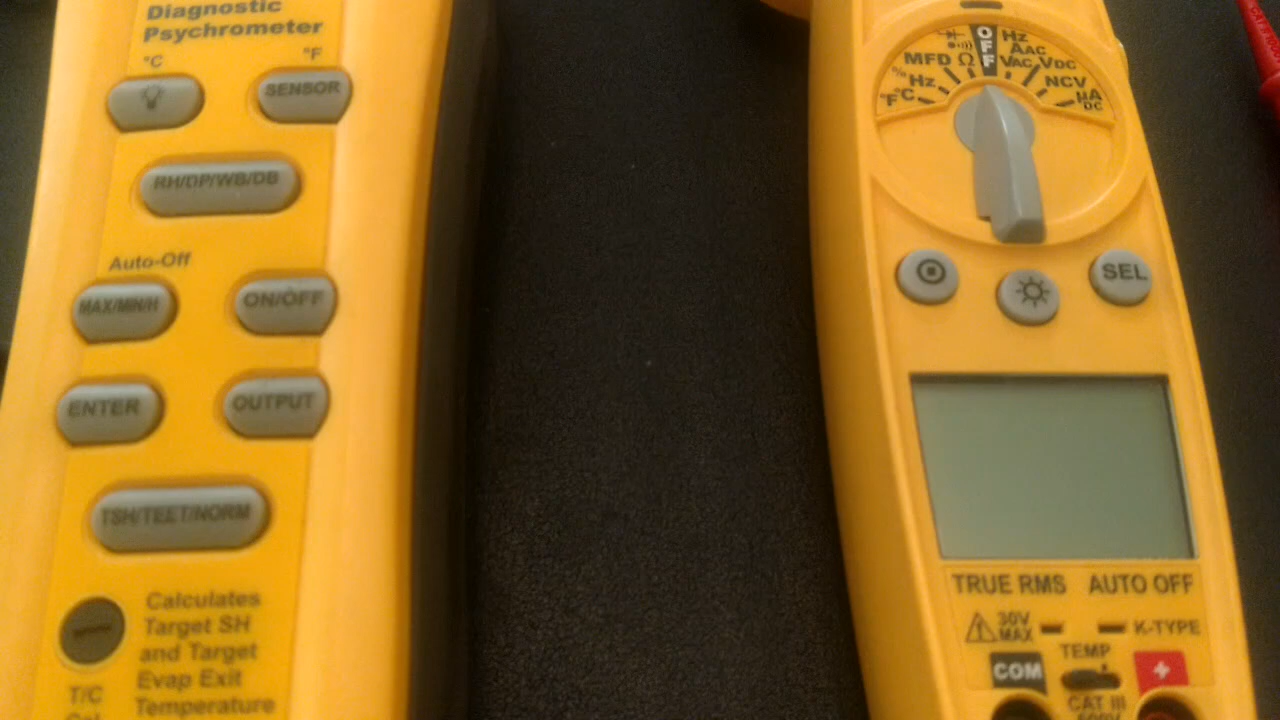 Diagnostic
Psychrometer
°C
°F
SENSOR
RH/DP/WB/DB
Auto-Off
MAX/MIN/H
ON/OFF
ENTER
OUTPUT
TSH/TEET/NORM
Calculates
Target SH
and Target
Evap Exit
Temperature
T/C
Cal
OFF
Hz
AAC
VAC
VDC
NCV
µA
DC
Ω
MFD
%
Hz
°F°C
SEL
TRUE RMS AUTO OFF
30V
MAX
K-TYPE
TEMP
COM
+
CAT III